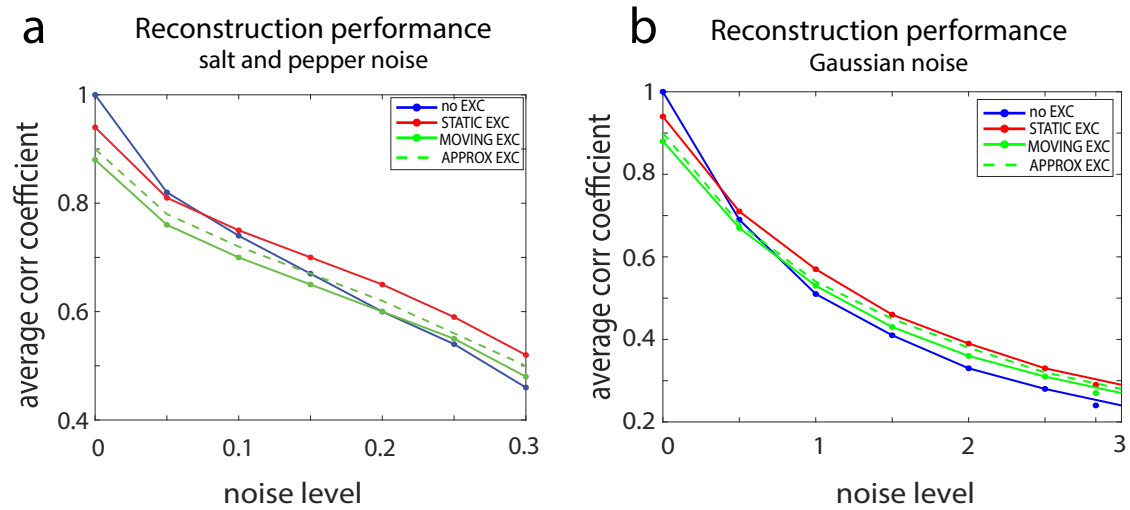 a
Reconstruction performance
salt and pepper noise
no EXC
STATIC EXC
MOVING EXC
APPROX EXC
average corr coefficient
1
0.8
0.6
0.4
0
0.1
0.2
0.3
noise level
b
Reconstruction performance
Gaussian noise
no EXC
STATIC EXC
MOVING EXC
APPROX EXC
average corr coefficient
1
0.8
0.6
0.4
0.2
0
1
2
3
noise level